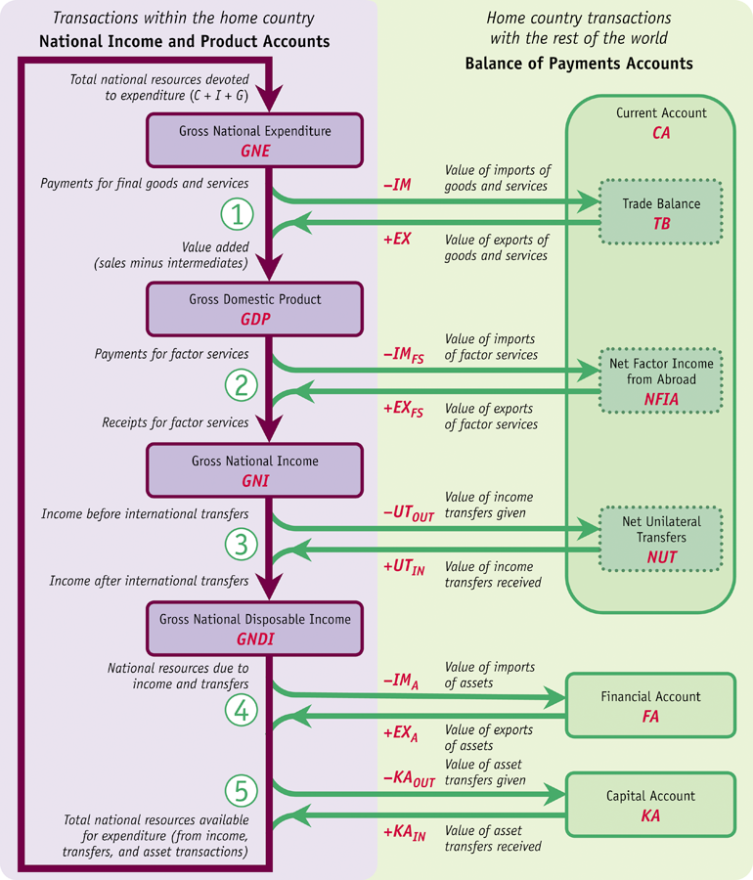 Transactions within the home country
National Income and Product Accounts
Home country transactions
with the rest of the world
Balance of Payments Accounts
Total national resources devoted
to expenditure (C + I + G)
Current Account
CA
Gross National Expenditure
GNE
Payments for final goods and services
–IM
Value of imports of
goods and services
Trade Balance
TB
1
+EX
Value of exports of
goods and services
Value added
(sales minus intermediates)
Gross Domestic Product
GDP
Payments for factor services
–IMFS
Value of imports
of factor services
Net Factor Income
from Abroad
NFIA
2
+EXFS
Value of exports
of factor services
Receipts for factor services
Gross National Income
GNI
Income before international transfers
–UTOUT
Value of income
transfers given
Net Unilateral
Transfers
NUT
3
+UTIN
Value of income
transfers received
Income after international transfers
Gross National Disposable Income
GNDI
National resources due to
income and transfers
–IMA
Value of imports
of assets
Financial Account
FA
4
+EXA
Value of exports
of assets
–KAOUT
Value of asset
transfers given
5
Capital Account
KA
Total national resources available
for expenditure (from income,
transfers, and asset transactions)
+KAIN
Value of asset
transfers received